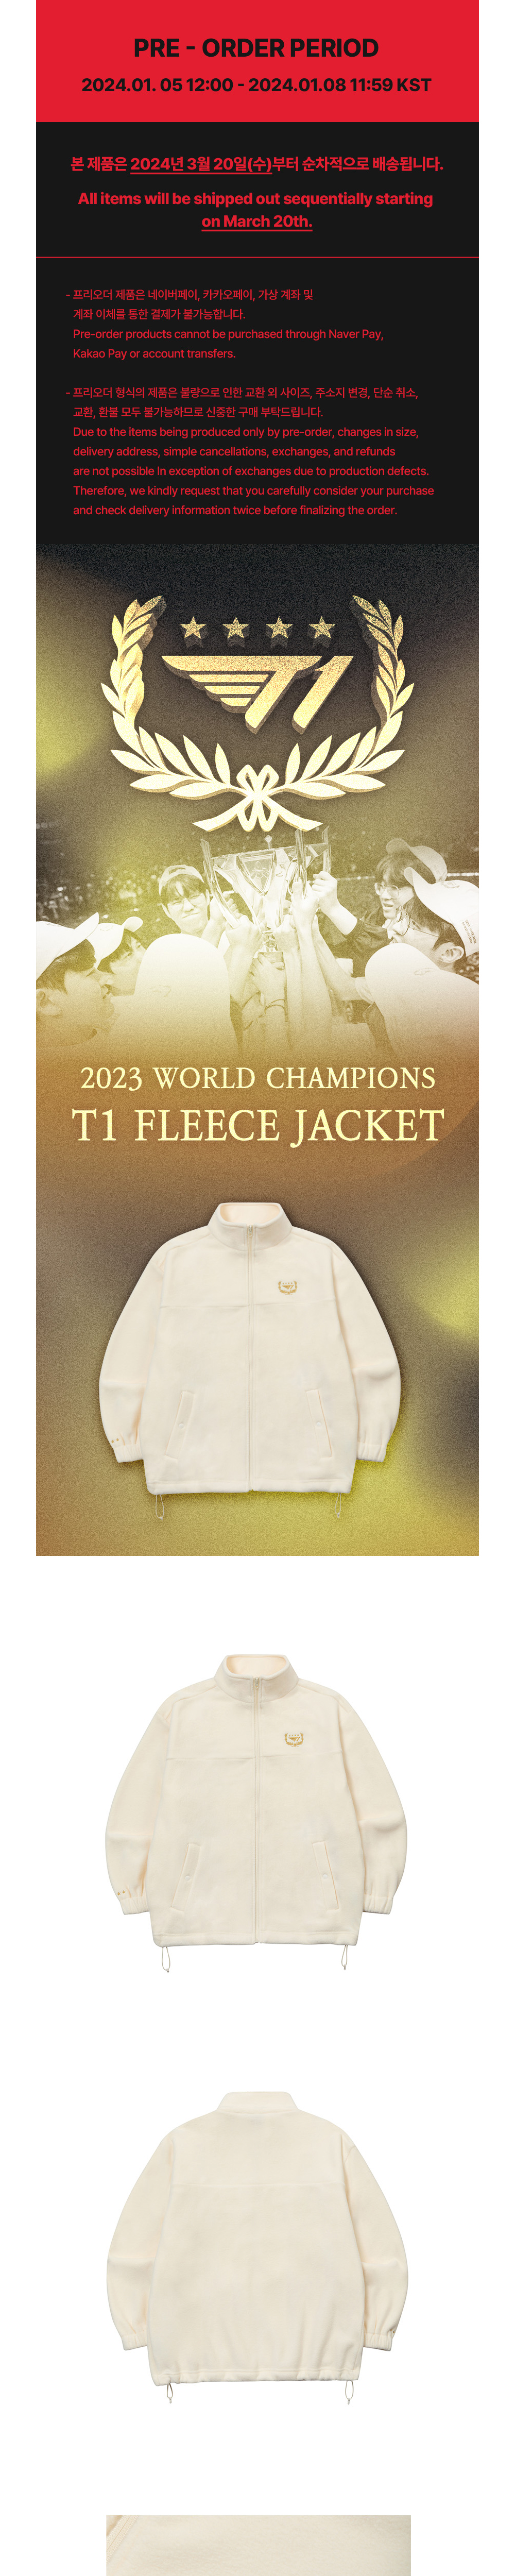 PRE - ORDER PERIOD
2024.01. 05 12:00 - 2024.01.08 11:59 KST
본 제품은 2024년 3월 20일(수)부터 순차적으로 배송됩니다.
All items will be shipped out sequentially starting
on March 20th.
- 프리오더 제품은 네이버페이, 카카오페이, 가상 계좌 및
계좌 이체를 통한 결제가 불가능합니다.
Pre-order products cannot be purchased through Naver Pay,
Kakao Pay or account transfers.
- 프리오더 형식의 제품은 불량으로 인한 교환 외 사이즈, 주소지 변경, 단순 취소,
교환, 환불 모두 불가능하므로 신중한 구매 부탁드립니다.
Due to the items being produced only by pre-order, changes in size,
delivery address, simple cancellations, exchanges, and refunds
are not possible In exception of exchanges due to production defects.
Therefore, we kindly request that you carefully consider your purchase
and check delivery information twice before finalizing the order.
T1
2023 WORLD CHAMPIONS
T1 FLEECE JACKET